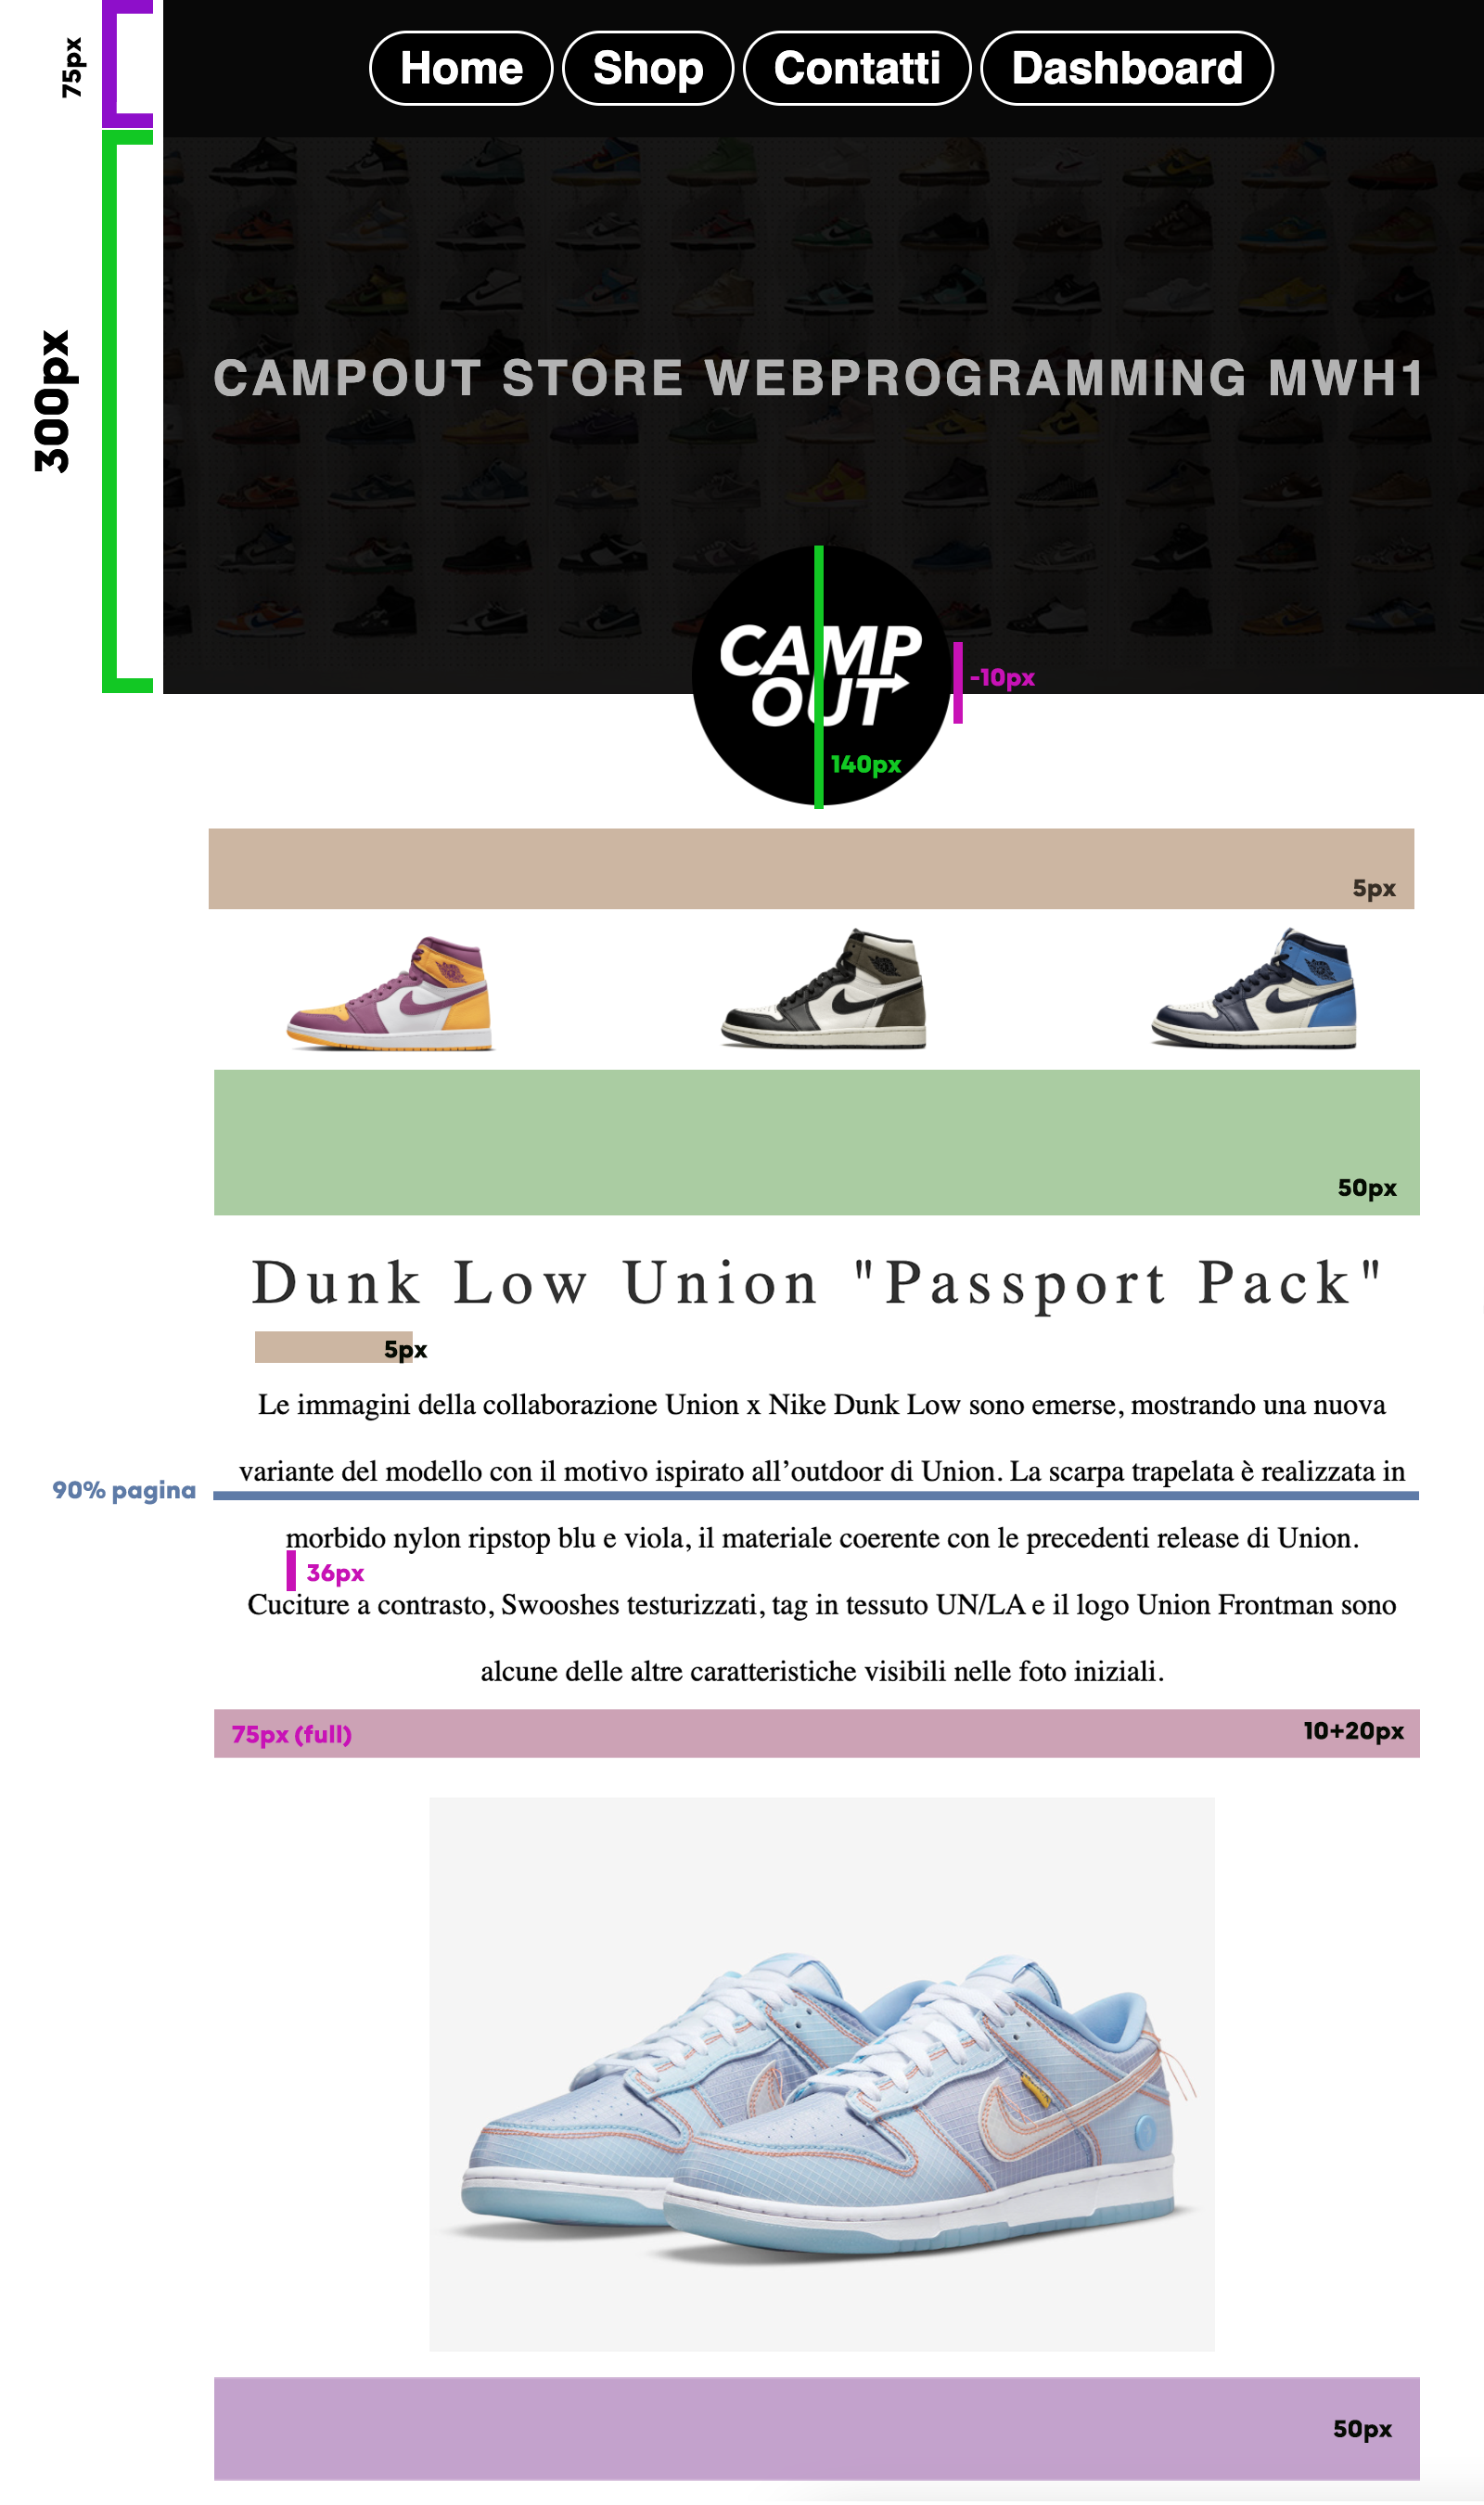 75px
Home Shop Contatti Dashboard
300px
CAMPOUT STORE WEBPROGRAMMING MWH1
CAMP
OUT
-10px
140px
5px
50px
Dunk Low Union "Passport Pack"
5px
Le immagini della collaborazione Union x Nike Dunk Low sono emerse, mostrando una nuova
variante del modello con il motivo ispirato all’outdoor di Union. La scarpa trapelata è realizzata in
90% pagina
morbido nylon ripstop blu e viola, il materiale coerente con le precedenti release di Union.
36px
Cuciture a contrasto, Swooshes testurizzati, tag in tessuto UN/LA e il logo Union Frontman sono
alcune delle altre caratteristiche visibili nelle foto iniziali.
75px (full) 10+20px
50px